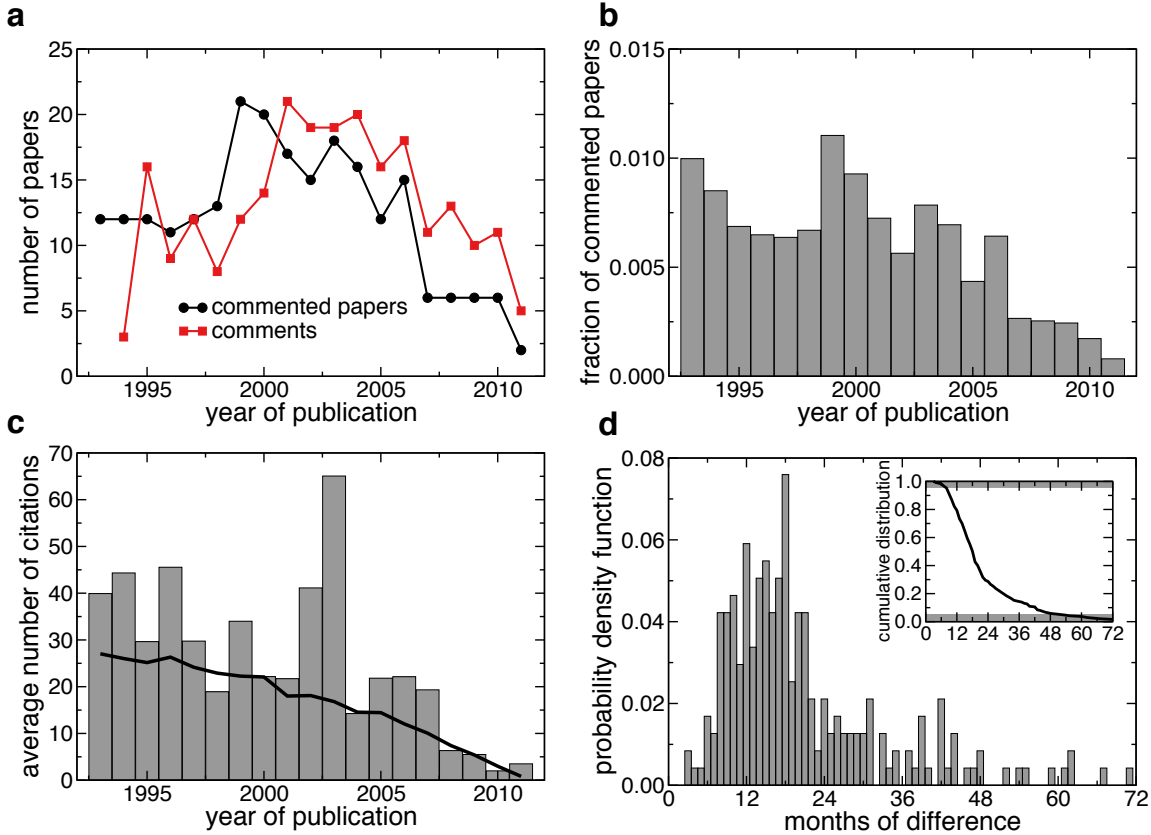 a
25
20
15
10
5
0
number of papers
commented papers
comments
1995 2000 2005 2010
year of publication
b
0.015
0.010
0.005
0.000
fraction of commented papers
1995 2000 2005 2010
year of publication
c
70
60
50
40
30
20
10
0
average number of citations
1995 2000 2005 2010
year of publication
d
0.08
0.06
0.04
0.02
0.00
probability density function
1.0
0.8
0.6
0.4
0.2
0.0
cumulative distribution
0 12 24 36 48 60 72
0 12 24 36 48 60 72
months of difference